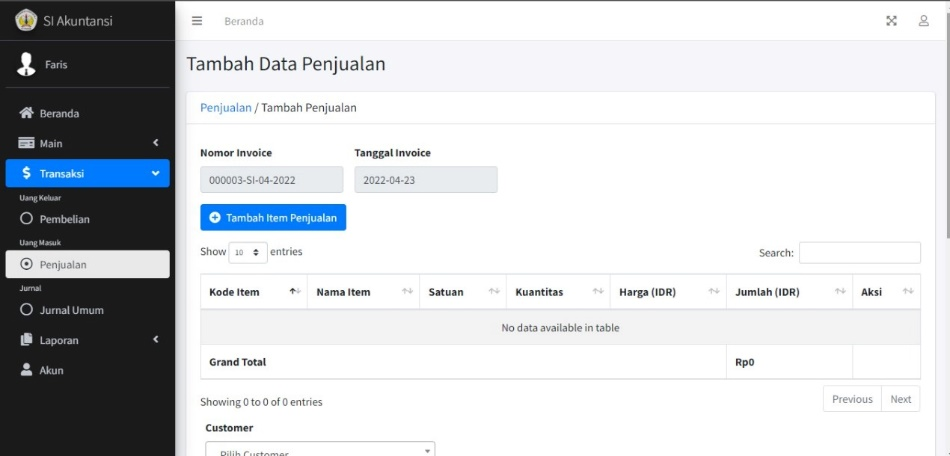 SI Akuntansi
Beranda
Faris
Tambah Data Penjualan
Beranda
Main
Transaksi
Uang Keluar
Pembelian
Uang Masuk
Penjualan
Jurnal
Jurnal Umum
Laporan
Akun
Penjualan / Tambah Penjualan
Nomor Invoice Tanggal Invoice
000003-SI-04-2022 2022-04-23
Tambah Item Penjualan
Show 10 entries Search:
Kode Item Nama Item Satuan Kuantitas Harga (IDR) Jumlah (IDR) Aksi
No data available in table
Grand Total Rp0
Showing 0 to 0 of 0 entries Previous Next
Customer
Pilih Customer